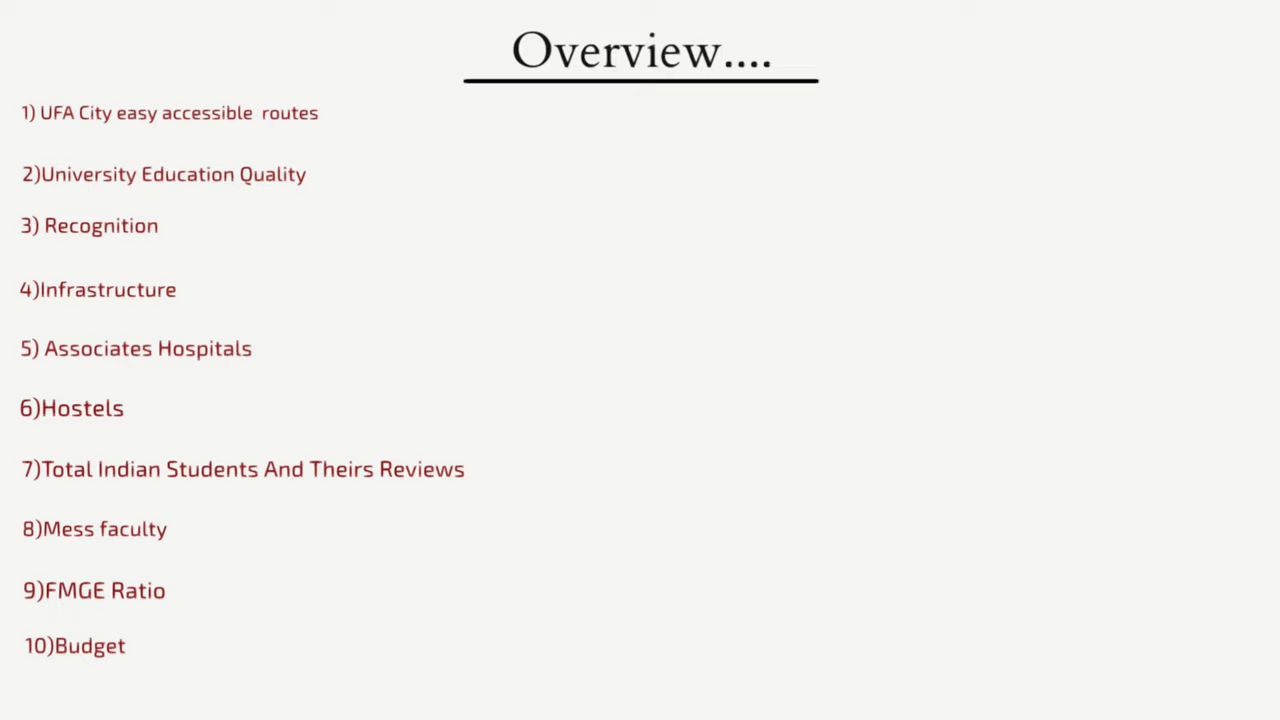 Overview....
1) UFA City easy accessible  routes
2)University Education Quality
3) Recognition
4)Infrastructure
5) Associates Hospitals
6)Hostels
7)Total Indian Students And Theirs Reviews
8)Mess faculty
9)FMGE Ratio
10)Budget